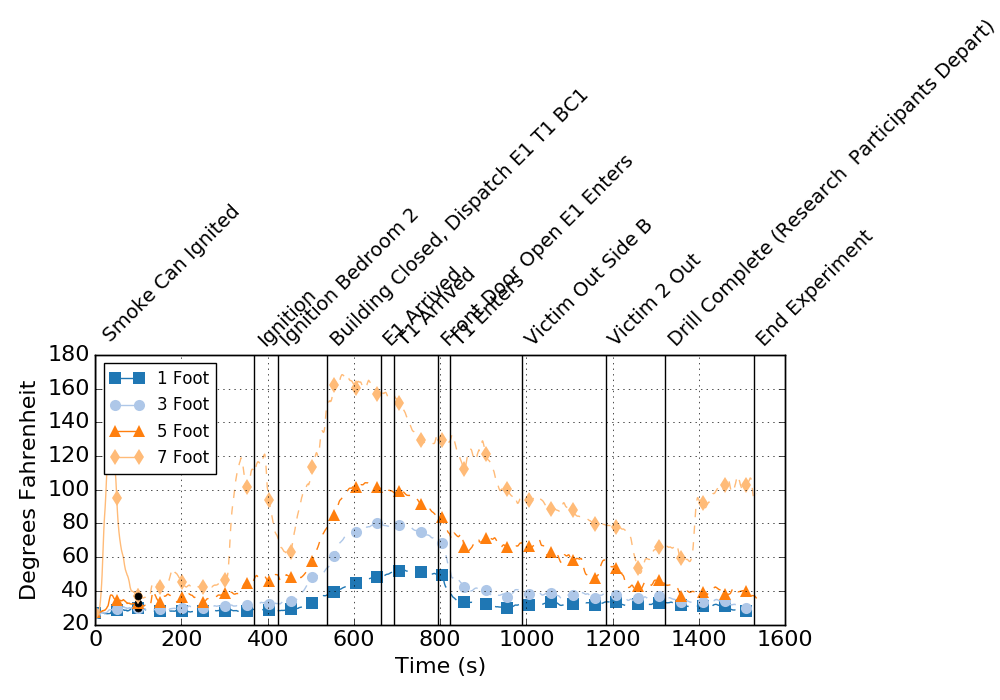 Smoke Can Ignited
Ignition
Ignition Bedroom 2
Building Closed, Dispatch E1 T1 BC1
E1 Arrived
T1 Arrived
Front Door Open E1 Enters
T1 Enters
Victim Out Side B
Victim 2 Out
Drill Complete (Research  Participants Depart)
End Experiment
180
160
140
120
100
80
60
40
20
Degrees Fahrenheit
1 Foot
3 Foot
5 Foot
7 Foot
0 200 400 600 800 1000 1200 1400 1600
Time (s)